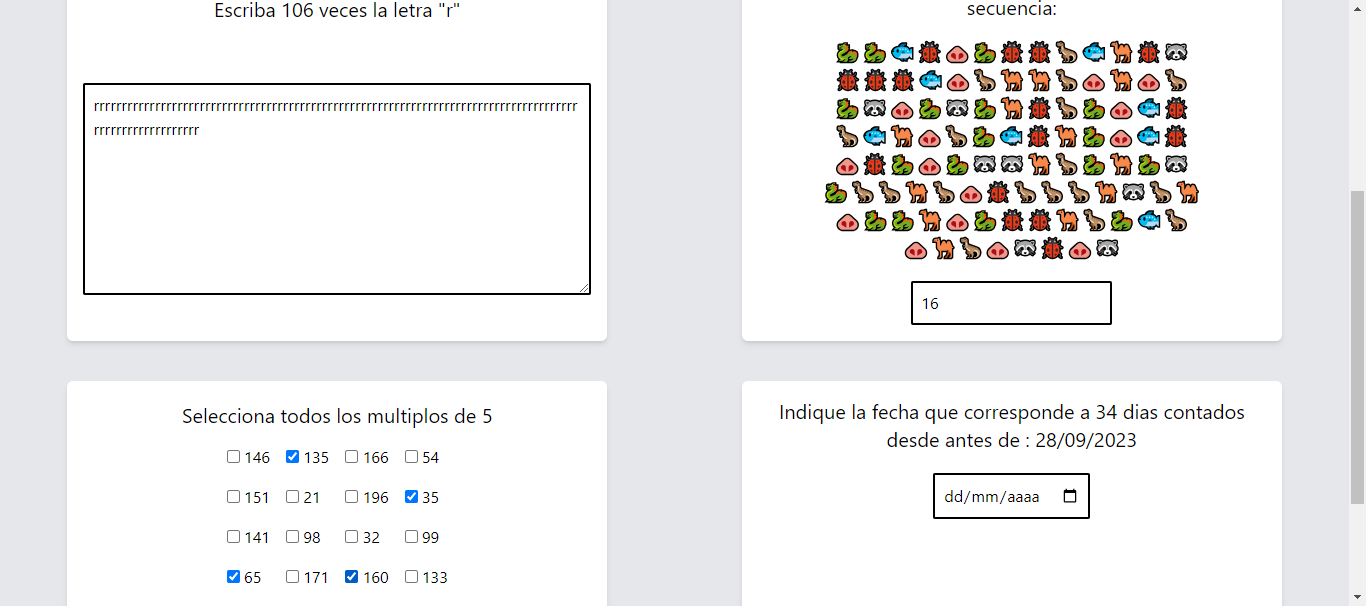 Escriba 106 veces la letra "r"
rrrrrrrrrrrrrrrrrrrrrrrrrrrrrrrrrrrrrrrrrrrrrrrrrrrrrrrrrrrrrrrrrrrrrrrrrrrrrrrrrrrrrrr
rrrrrrrrrrrrrrrrrrr
secuencia:
16
Selecciona todos los multiplos de 5
146 135 166 54
151 21 196 35
141 98 32 99
65 171 160 133
Indique la fecha que corresponde a 34 dias contados
desde antes de : 28/09/2023
dd/mm/aaaa